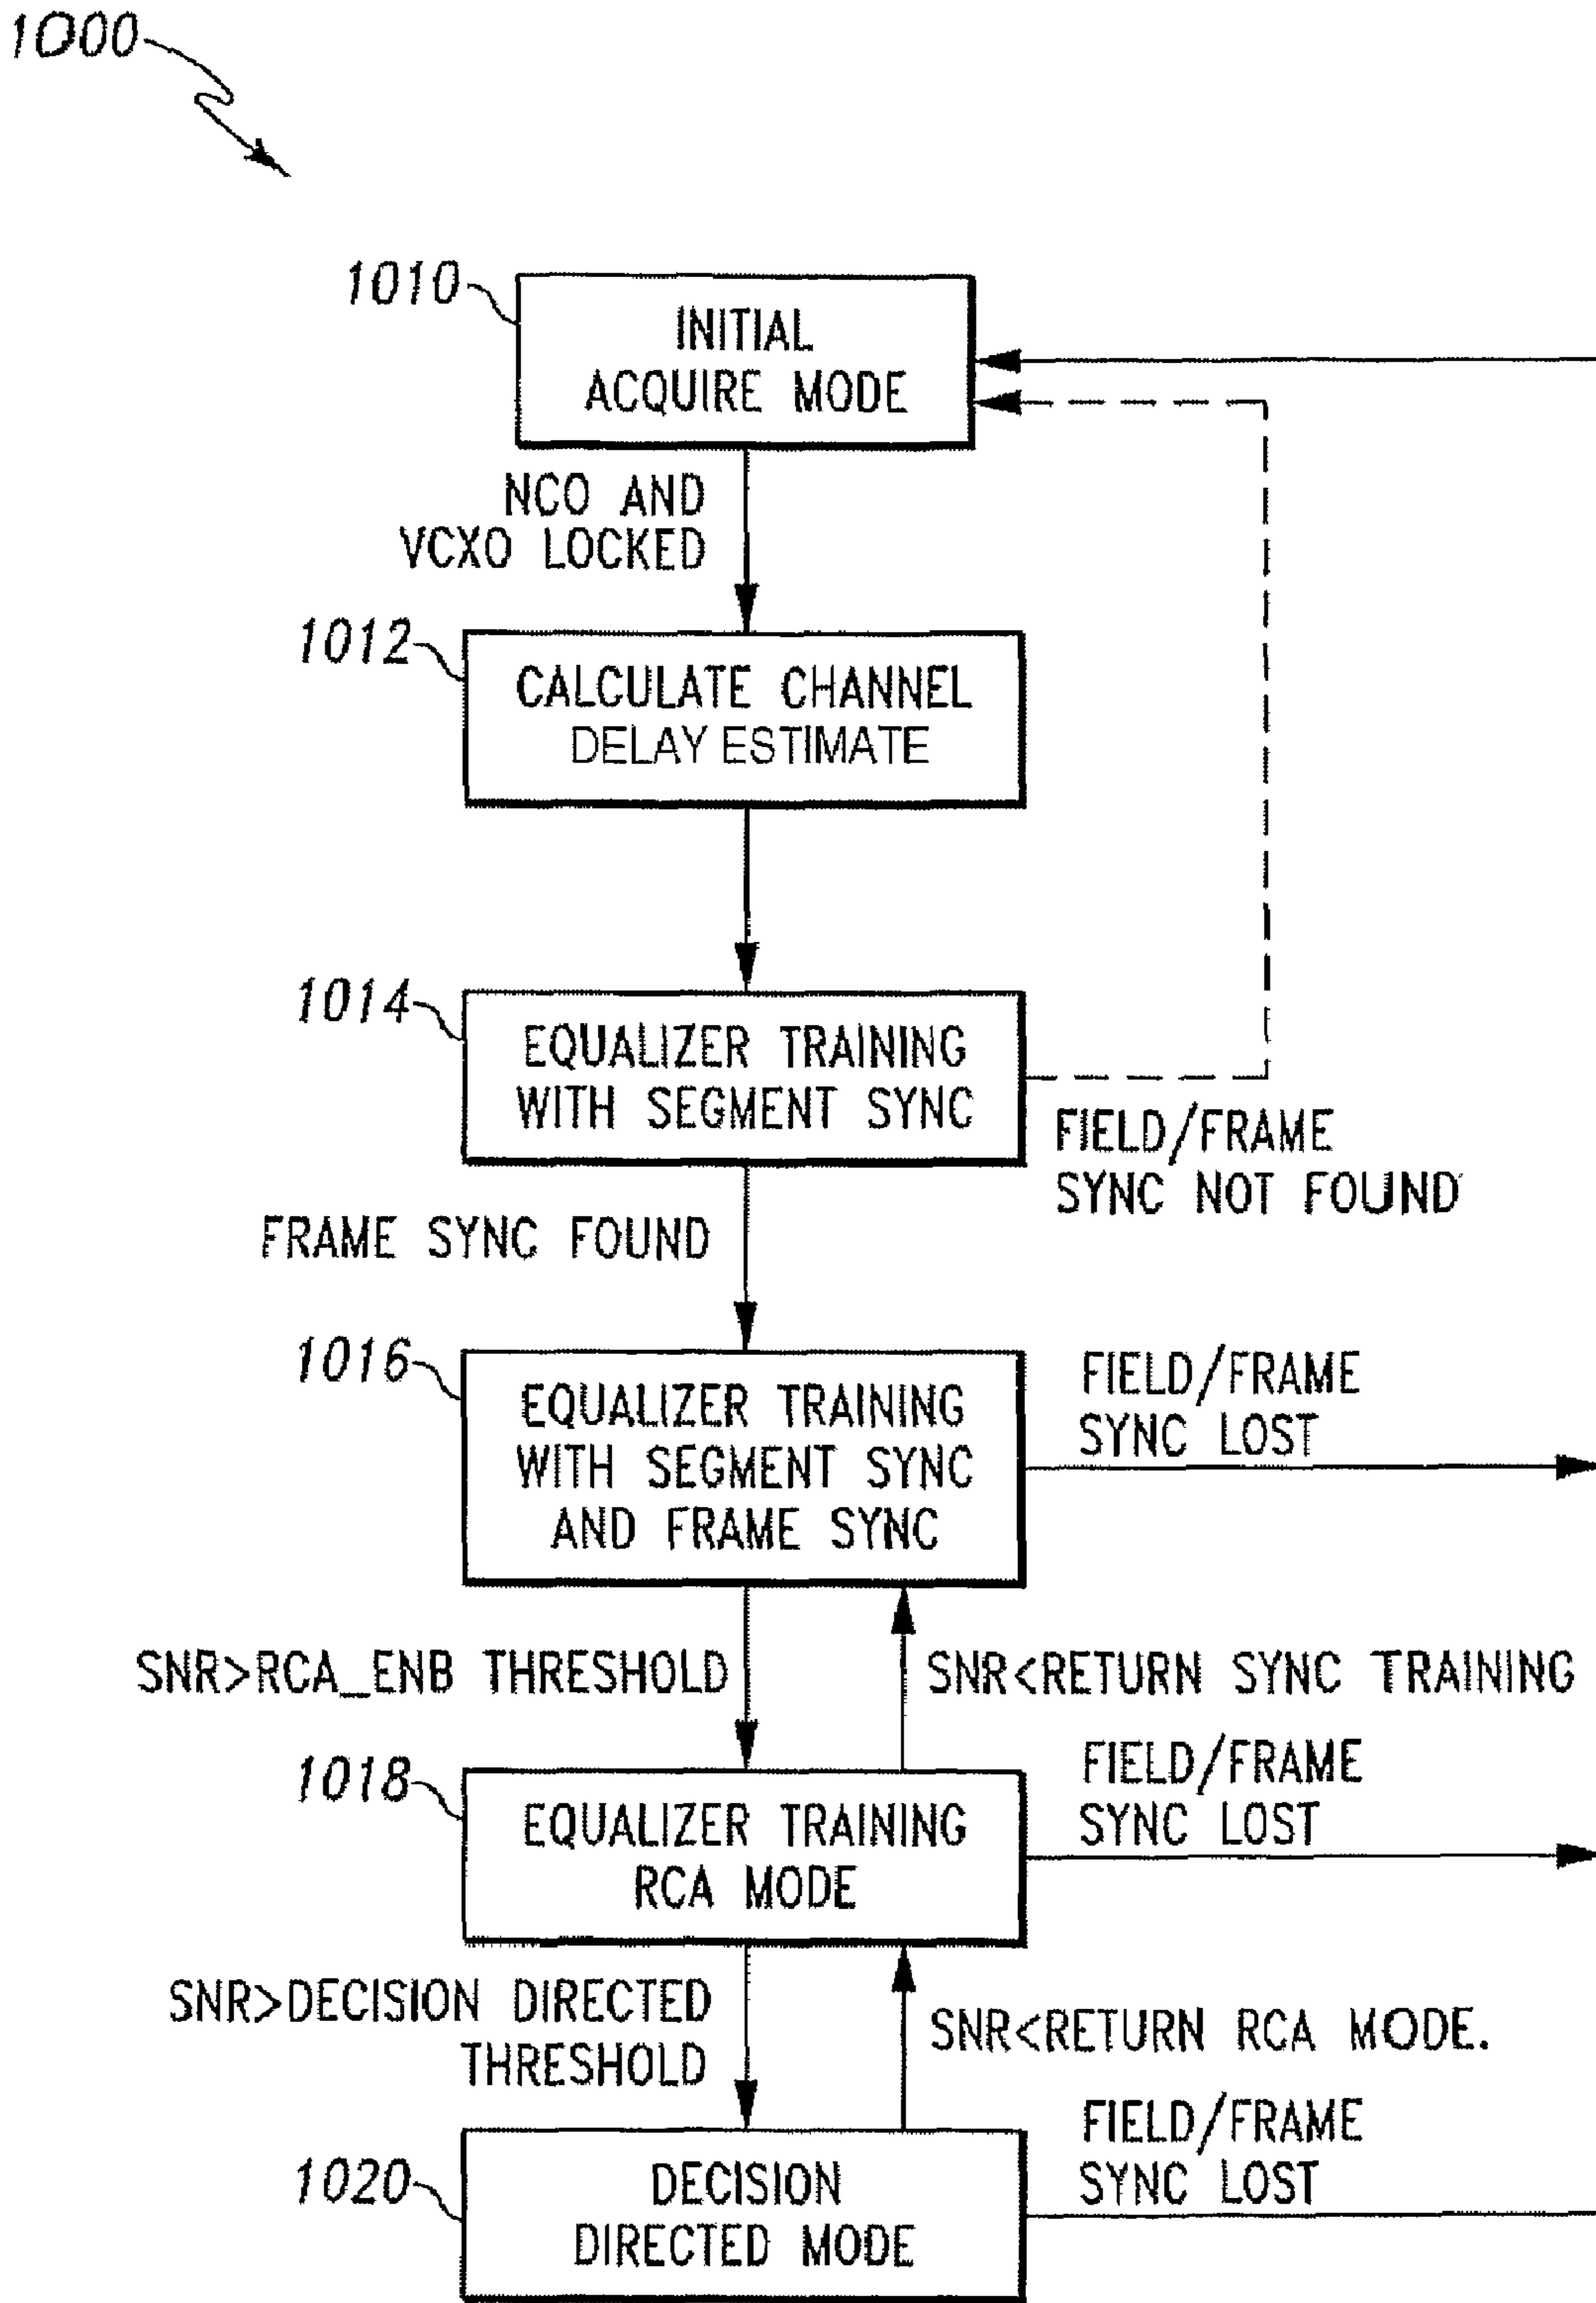 1000
1010
INITIAL
ACQUIRE MODE
NCO AND
VCXO LOCKED
1012
CALCULATE CHANNEL
DELAY ESTIMATE
1014
EQUALIZER TRAINING
WITH SEGMENT SYNC
FIELD/FRAME
SYNC NOT FOUND
FRAME SYNC FOUND
1016
EQUALIZER TRAINING
WITH SEGMENT SYNC
AND FRAME SYNC
FIELD/FRAME
SYNC LOST
SNR>RCA_ENB THRESHOLD
SNR<RETURN SYNC TRAINING
1018
EQUALIZER TRAINING
RCA MODE
FIELD/FRAME
SYNC LOST
SNR>DECISION DIRECTED
THRESHOLD
SNR<RETURN RCA MODE.
1020
DECISION
DIRECTED MODE
FIELD/FRAME
SYNC LOST